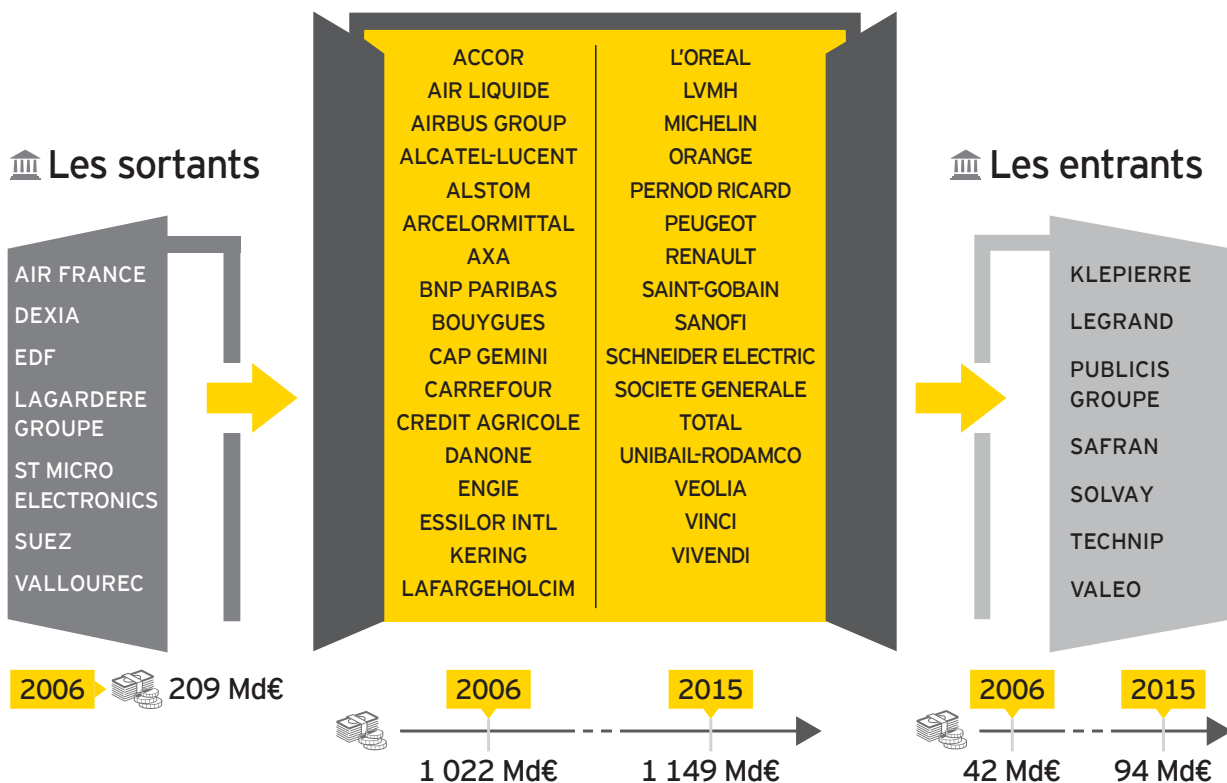 Les sortants
AIR FRANCE
DEXIA
EDF
LAGARDERE
GROUPE
ST MICRO
ELECTRONICS
SUEZ
VALLOUREC
2006
209 Md€
ACCOR
AIR LIQUIDE
AIRBUS GROUP
ALCATEL-LUCENT
ALSTOM
ARCELORMITTAL
AXA
BNP PARIBAS
BOUYGUES
CAP GEMINI
CARREFOUR
CREDIT AGRICOLE
DANONE
ENGIE
ESSILOR INTL
KERING
LAFARGEHOLCIM
L'OREAL
LVMH
MICHELIN
ORANGE
PERNOD RICARD
PEUGEOT
RENAULT
SAINT-GOBAIN
SANOFI
SCHNEIDER ELECTRIC
SOCIETE GENERALE
TOTAL
UNIBAIL-RODAMCO
VEOLIA
VINCI
VIVENDI
2006
2015
1 022 Md€
1 149 Md€
Les entrants
KLEPIERRE
LEGRAND
PUBLICIS
GROUPE
SAFRAN
SOLVAY
TECHNIP
VALEO
2006
2015
42 Md€
94 Md€